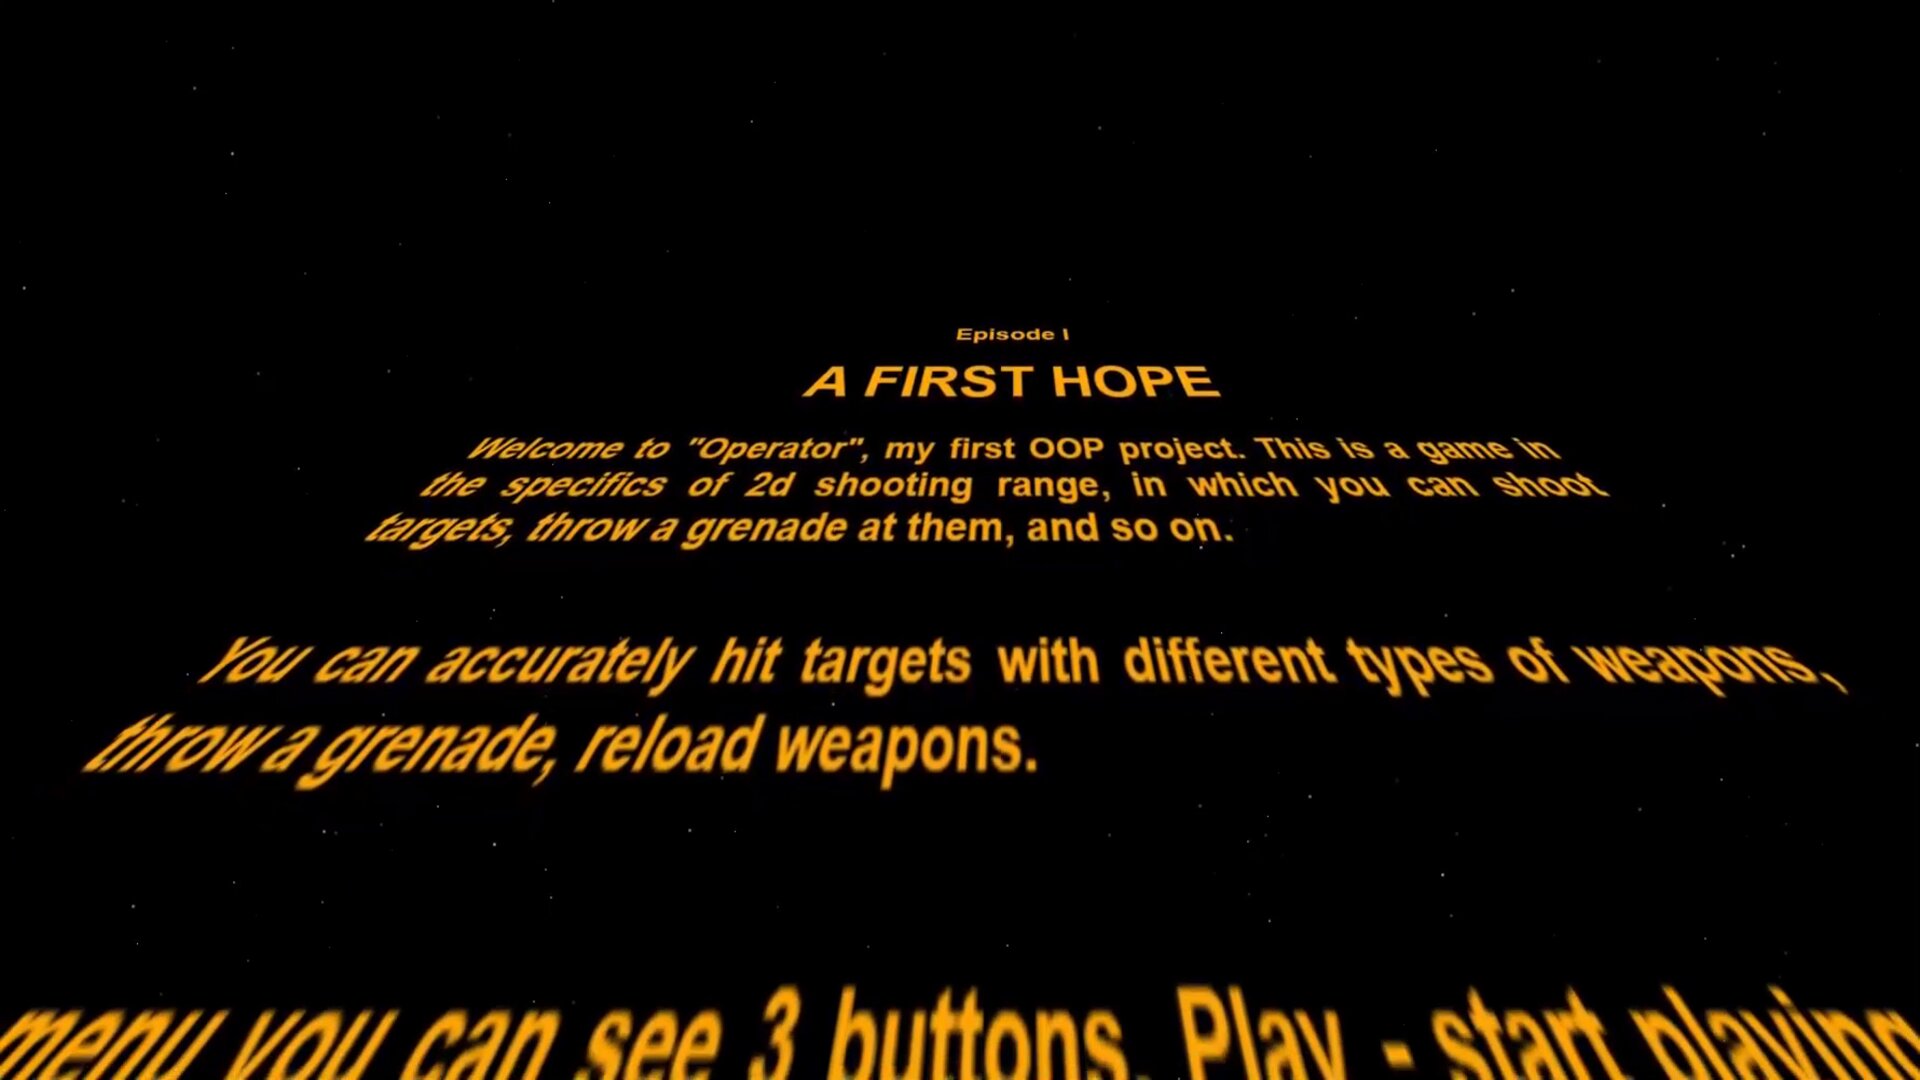 Episode I
A FIRST HOPE
Welcome to "Operator", my first OOP project. This is a game in
the specifics of 2d shooting range, in which you can shoot
targets, throw a grenade at them, and so on.
You can accurately hit targets with different types of weapons,
throw a grenade, reload weapons.
menu you can see 3 buttons. Play - start playing